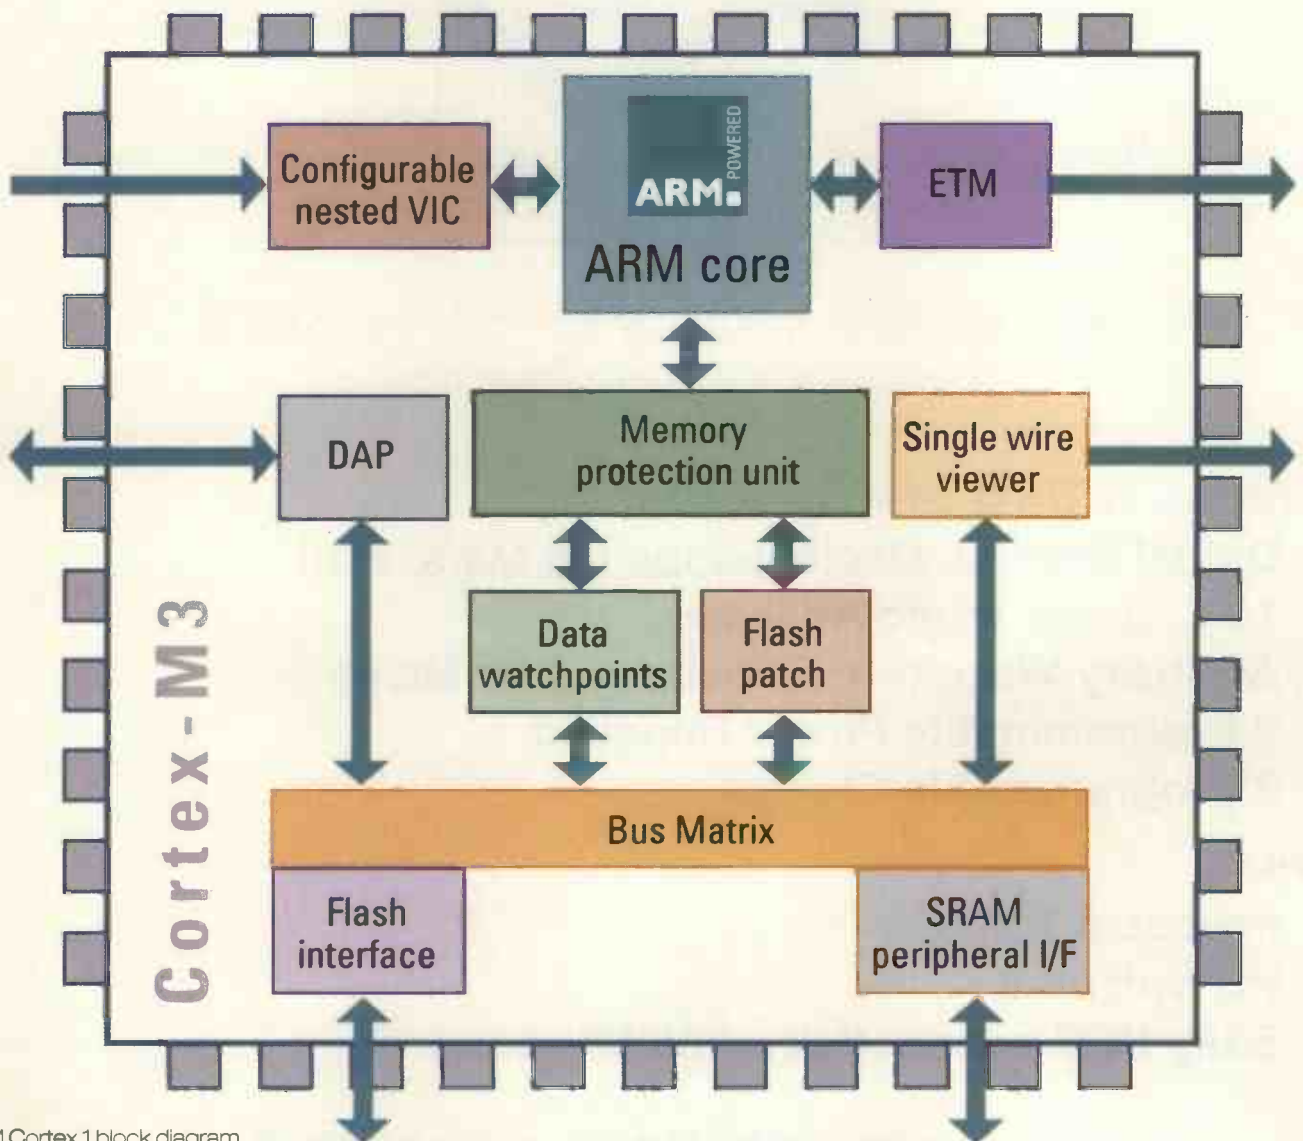 Configurable
nested VIC
POWERED
ARM
ARM core
ETM
DAP
Memory
protection unit
Single wire
viewer
Data
watchpoints
Flash
patch
Cortex-M3
Bus Matrix
Flash
interface
SRAM
peripheral I/F
Cortex 1 block diagram